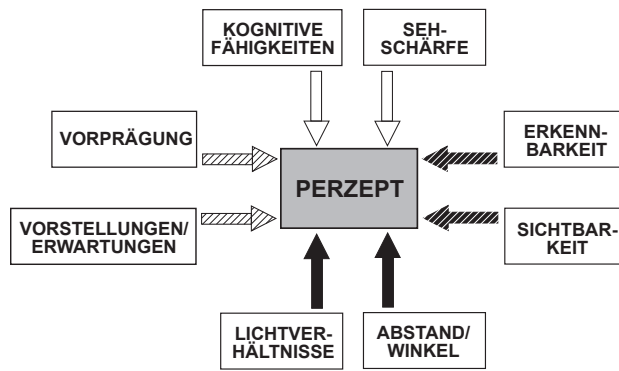 KOGNITIVE
FÄHIGKEITEN
SEH-
SCHÄRFE
VORPRÄGUNG
ERKENN-
BARKEIT
PERZEPT
VORSTELLUNGEN/
ERWARTUNGEN
SICHTBAR-
KEIT
LICHTVER-
HÄLTNISSE
ABSTAND/
WINKEL